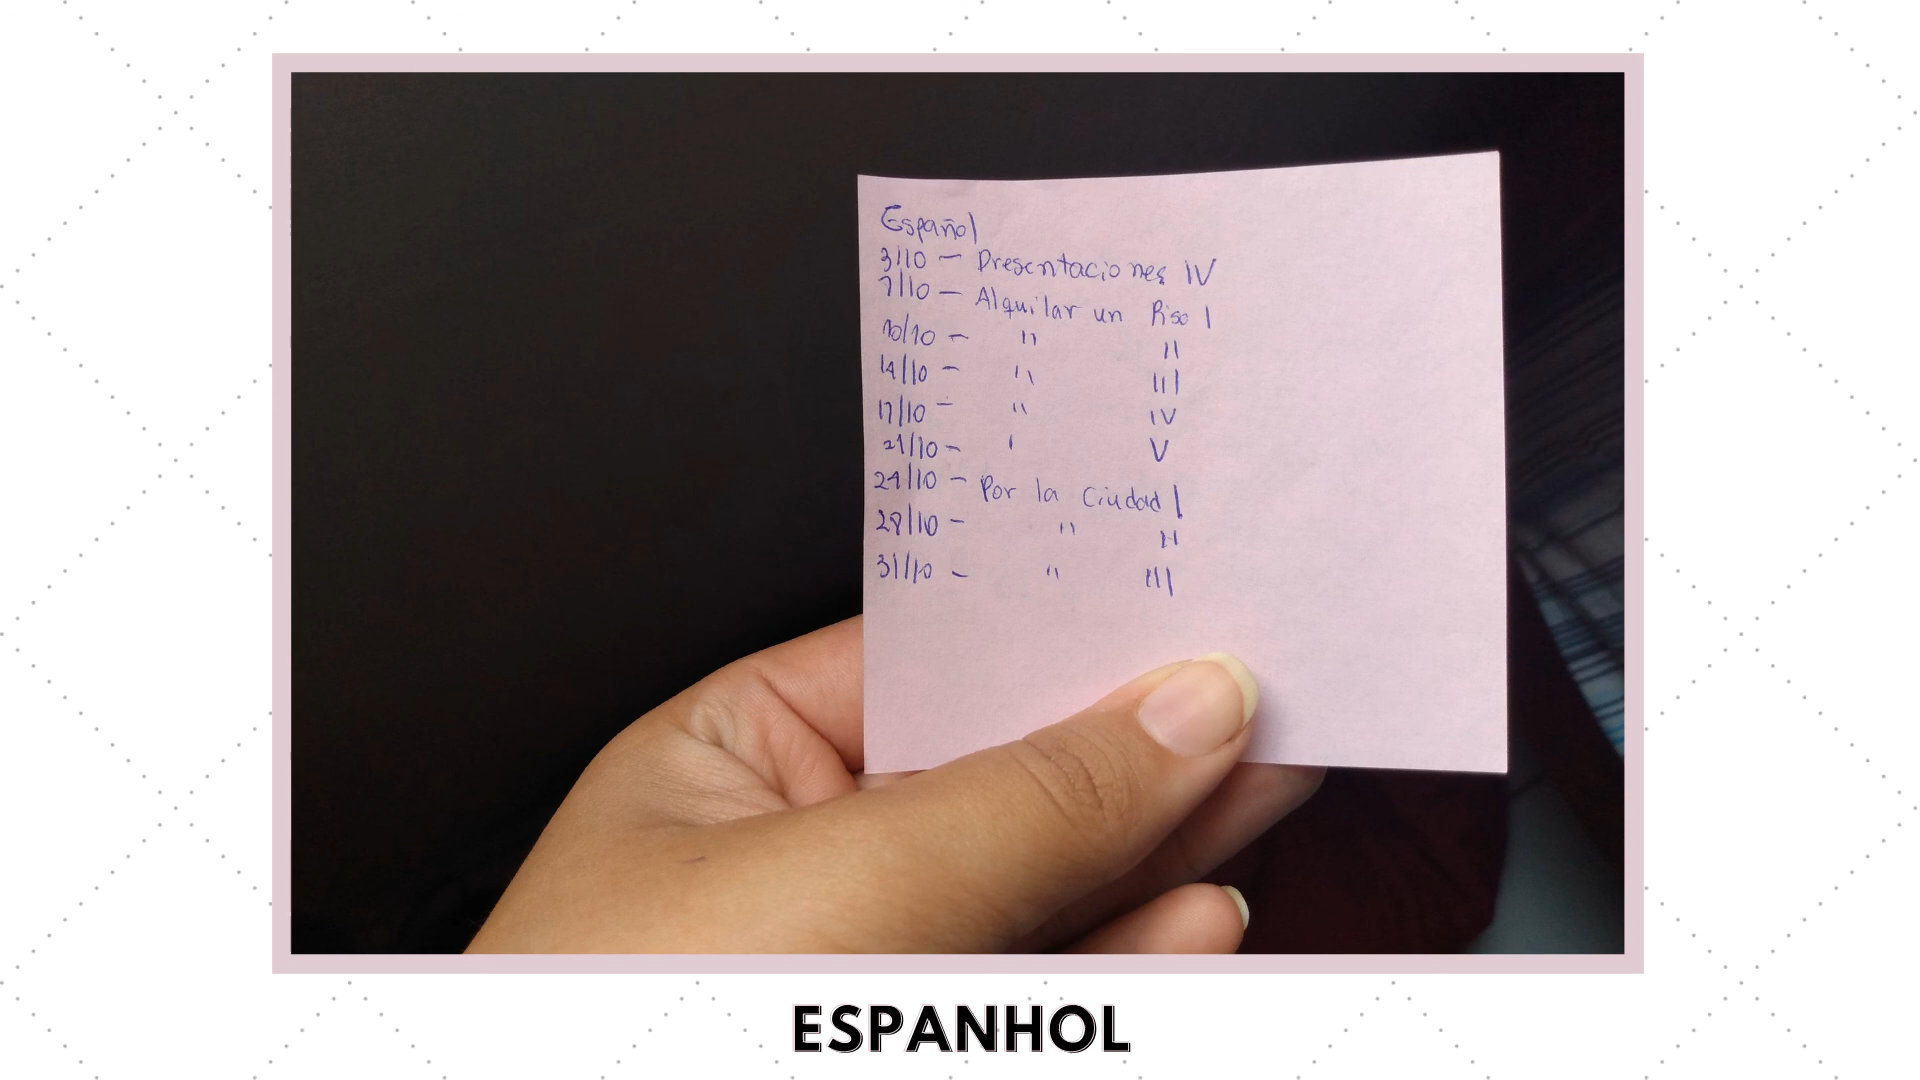 Español
3/10 - Presentaciones IV
7/10 - Alquilar un Piso I
10/10 - " II
14/10 - " III
17/10 - " IV
21/10 - ' V
24/10 - Por la Ciudad I
28/10 - " II
31/10 - " III
ESPANHOL